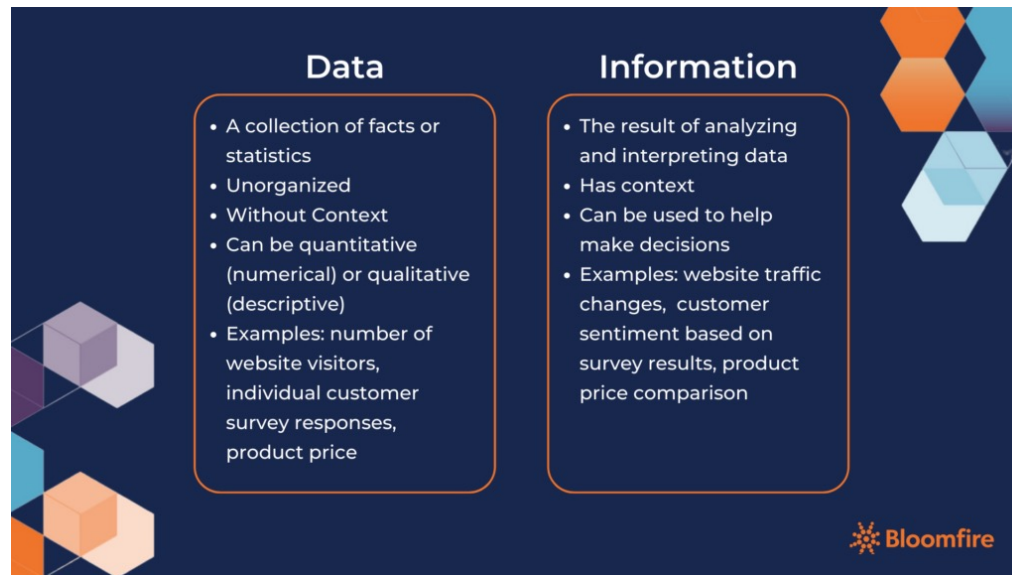 Data
• A collection of facts or
statistics
• Unorganized
• Without Context
• Can be quantitative
(numerical) or qualitative
(descriptive)
• Examples: number of
website visitors,
individual customer
survey responses,
product price
Information
• The result of analyzing
and interpreting data
• Has context
• Can be used to help
make decisions
• Examples: website traffic
changes, customer
sentiment based on
survey results, product
price comparison
Bloomfire